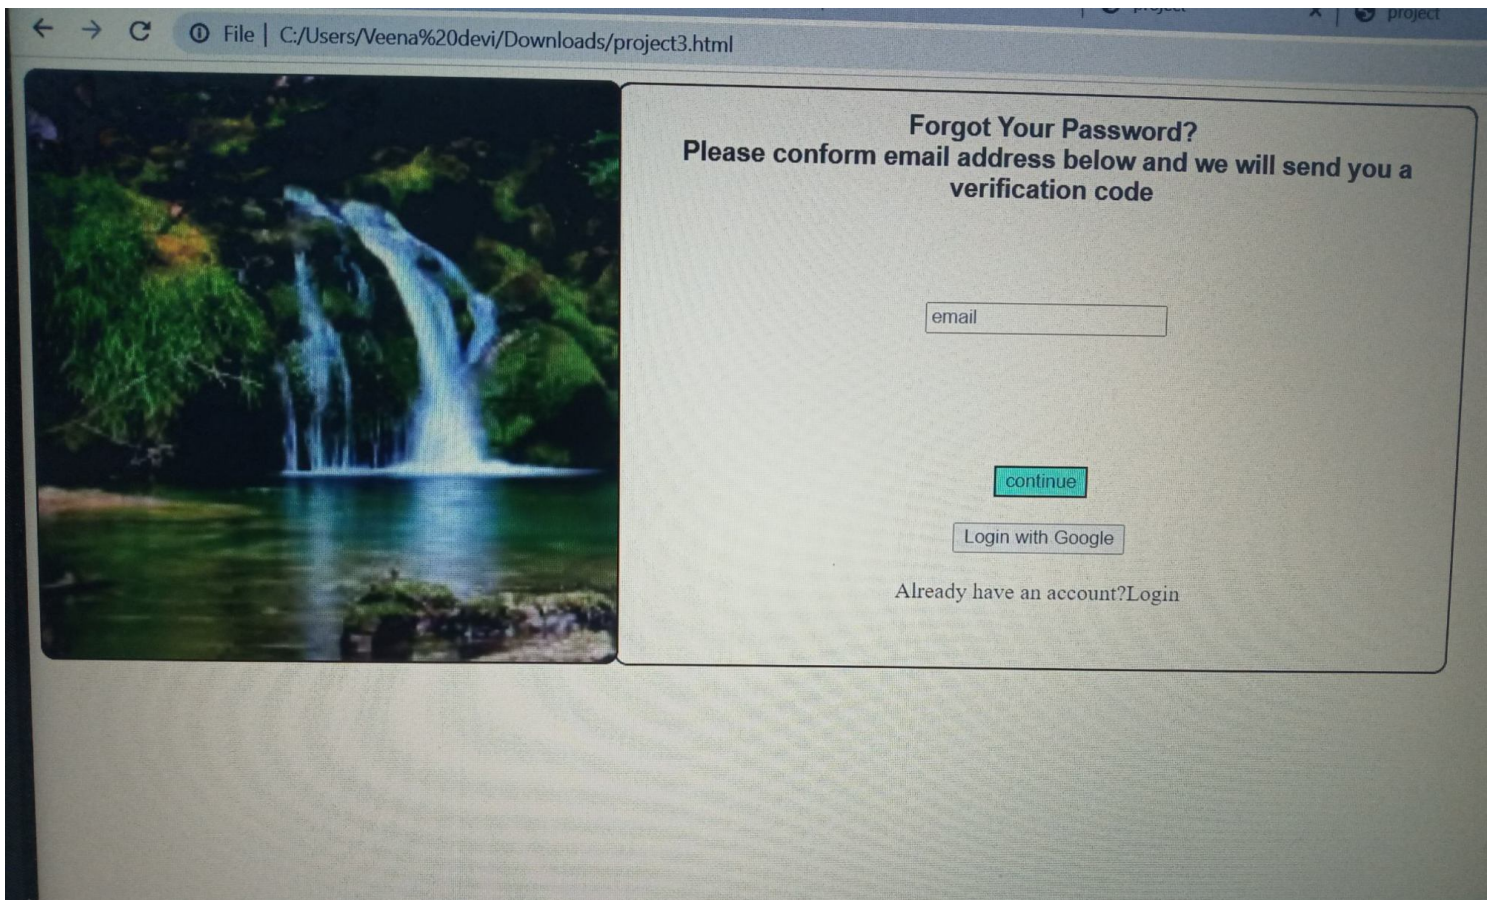 project
project
File | C:/Users/Veena%20devi/Downloads/project3.html
Forgot Your Password?
Please conform email address below and we will send you a
verification code
email
continue
Login with Google
Already have an account?Login